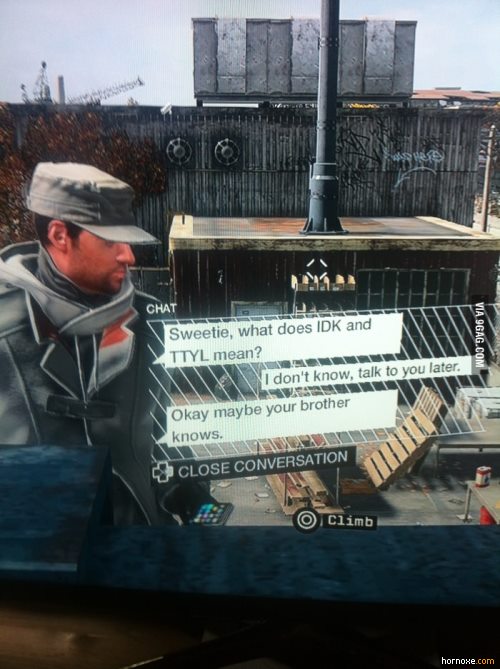 CHAT
Sweetie, what does IDK and
TTYL mean?
I don't know, talk to you later.
Okay maybe your brother
knows.
CLOSE CONVERSATION
Climb
VIA 9GAG.COM
hornoxe.com